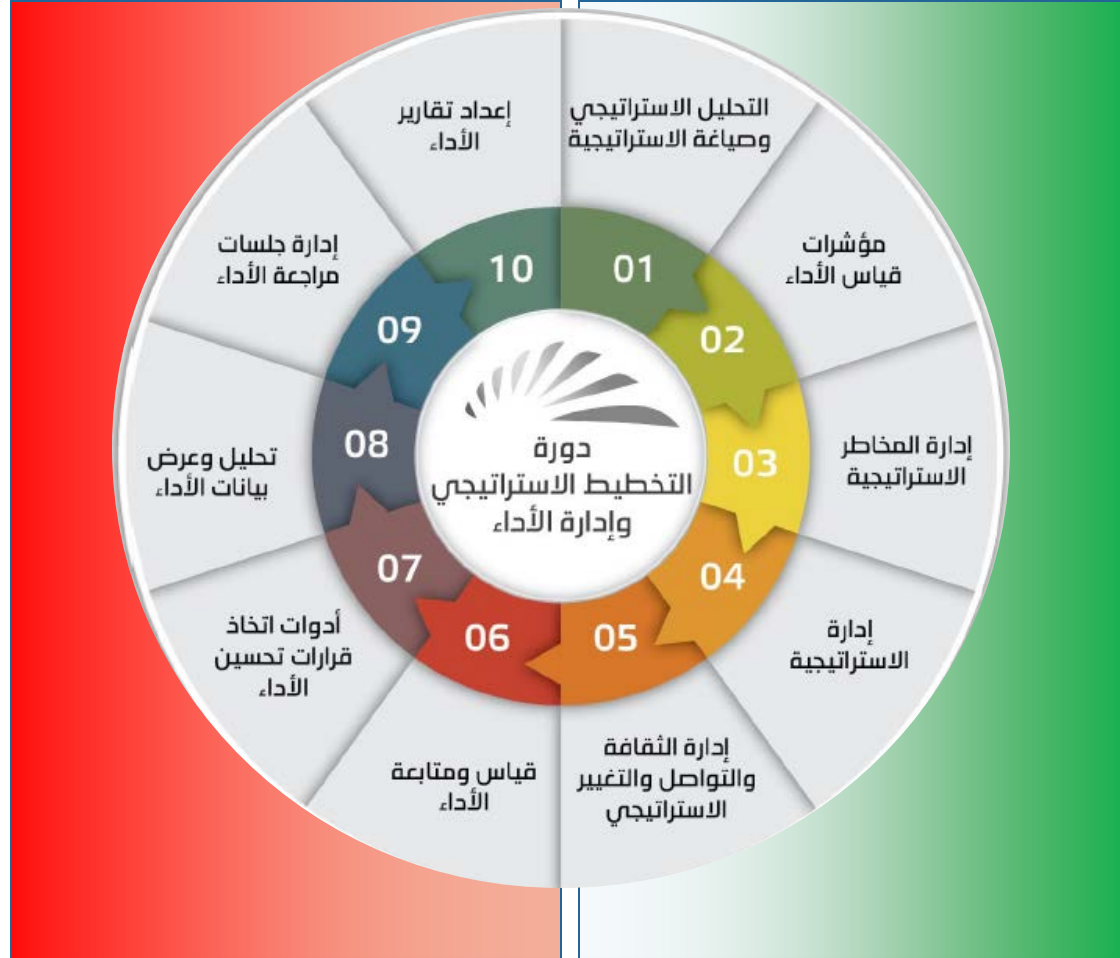 دورة
التخطيط الاستراتيجي
وإدارة الأداء
01
التحليل الاستراتيجي
وصياغة الاستراتيجية
02
مؤشرات
قياس الأداء
03
إدارة المخاطر
الاستراتيجية
04
إدارة
الاستراتيجية
05
إدارة الثقافة
والتواصل والتغيير
الاستراتيجي
06
قياس ومتابعة
الأداء
07
أدوات اتخاذ
قرارات تحسين
الأداء
08
تحليل وعرض
بيانات الأداء
09
إدارة جلسات
مراجعة الأداء
10
إعداد تقارير
الأداء